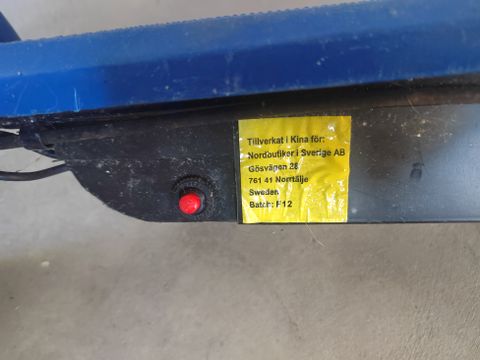 Tillverkat i Kina för:
Nordbutiker i Sverige AB
Gösvägen 28
761 41 Norrtälje
Sweden
Batch: F12